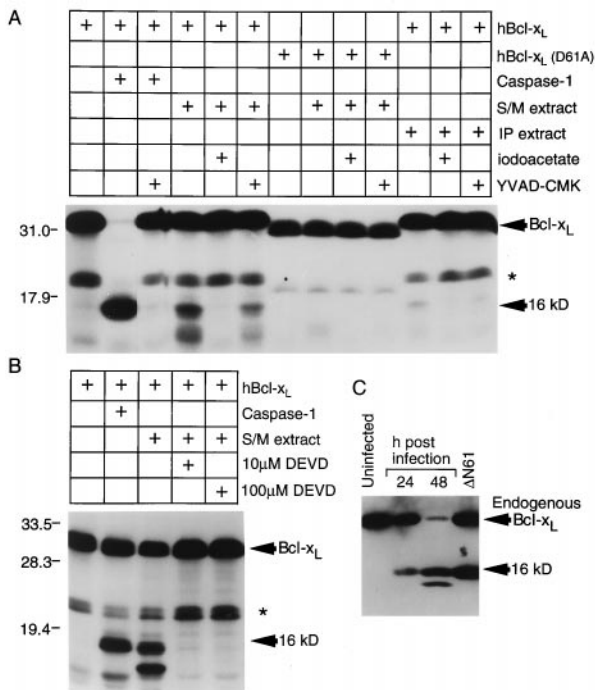 A
+ + + + + + + + + hBcl-xL
+ + + + hBcl-xL (D61A)
+ + Caspase-1
+ + + + + + S/M extract
+ + + IP extract
+ + + iodoacetate
+ + + + YVAD-CMK
31.0
Bcl-xL
*
17.9
16 kD
B
+ + + + + hBcl-xL
+ Caspase-1
+ + + S/M extract
+ 10μM DEVD
+ 100μM DEVD
33.5
Bcl-xL
28.3
*
19.4
16 kD
C
Uninfected
h post
infection
24 48
ΔN61
Endogenous
Bcl-xL
16 kD